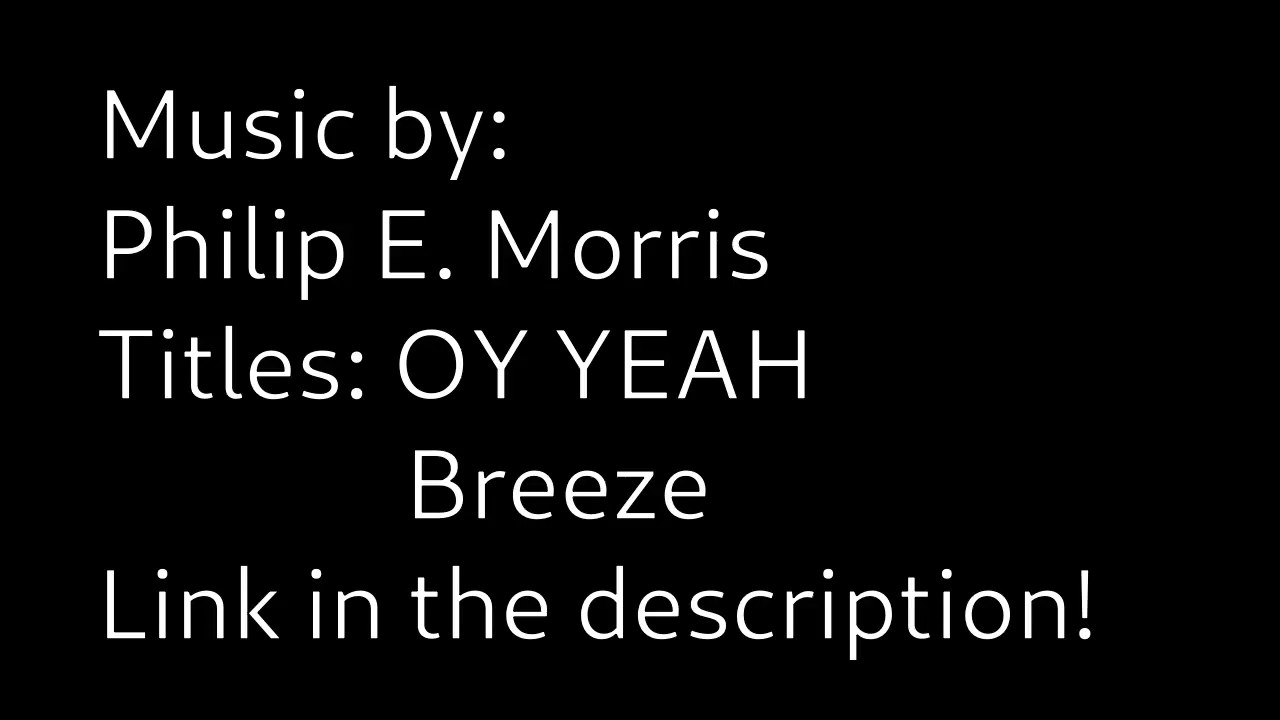 Music by:
Philip E. Morris
Titles: OY YEAH
Breeze
Link in the description!